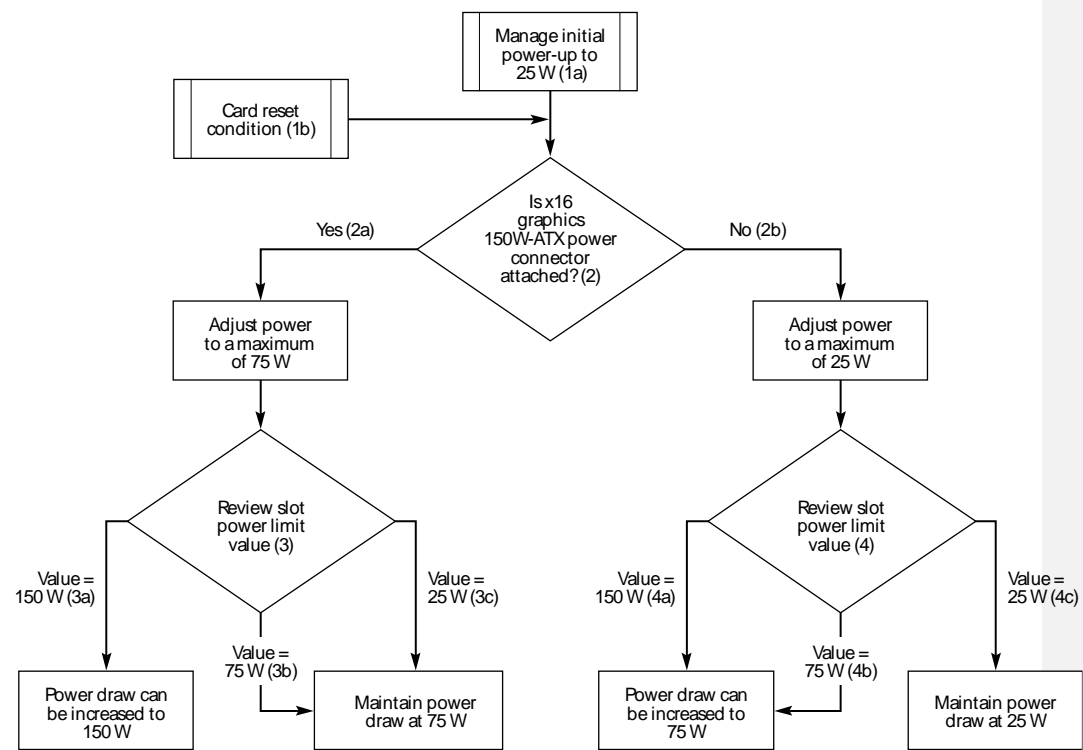 Manage initial
power-up to
25 W (1a)
Card reset
condition (1b)
Is x16
graphics
150W-ATX power
connector
attached? (2)
Yes (2a)
No (2b)
Adjust power
to a maximum
of 75 W
Adjust power
to a maximum
of 25 W
Review slot
power limit
value (3)
Review slot
power limit
value (4)
Value =
150 W (3a)
Value =
25 W (3c)
Value =
75 W (3b)
Value =
150 W (4a)
Value =
25 W (4c)
Value =
75 W (4b)
Power draw can
be increased to
150 W
Maintain power
draw at 75 W
Power draw can
be increased to
75 W
Maintain power
draw at 25 W